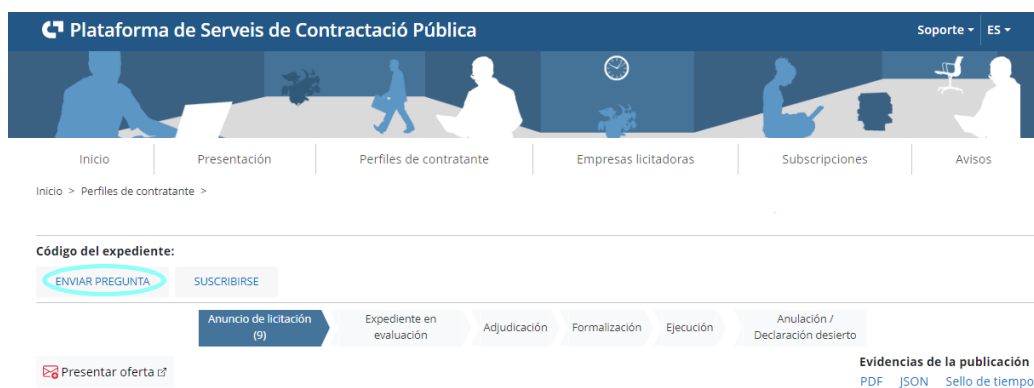 Plataforma de Serveis de Contractació Pública
Soporte ES
Inicio Presentación Perfiles de contratante Empresas licitadoras Subscripciones Avisos
Inicio > Perfiles de contratante >
Código del expediente:
ENVIAR PREGUNTA SUSCRIBIRSE
Anuncio de licitación
(9)
Expediente en
evaluación
Adjudicación
Formalización
Ejecución
Anulación /
Declaración desierto
Presentar oferta
Evidencias de la publicación
PDF JSON Sello de tiempo